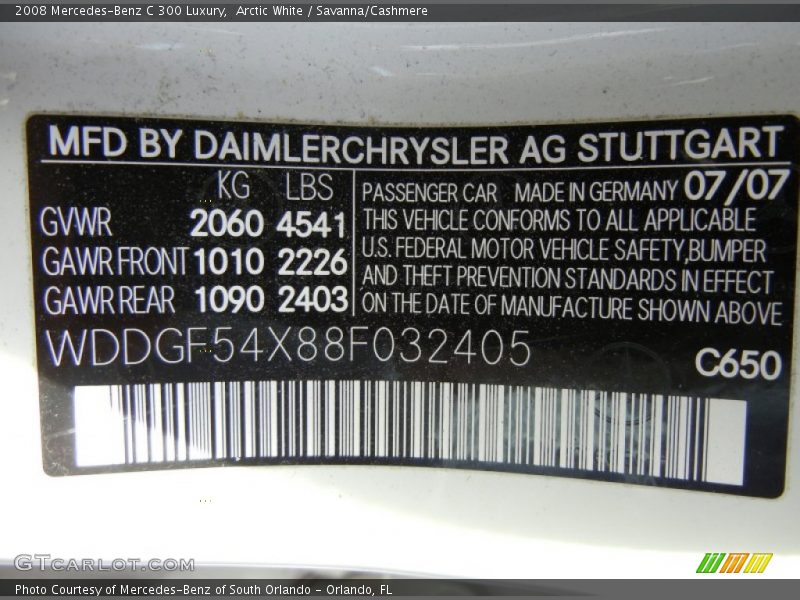 2008 Mercedes-Benz C 300 Luxury,  Arctic White / Savanna/Cashmere
MFD BY DAIMLERCHRYSLER AG STUTTGART
KG LBS
GVWR 2060 4541
GAWR FRONT 1010 2226
GAWR REAR 1090 2403
PASSENGER CAR MADE IN GERMANY 07/07
THIS VEHICLE CONFORMS TO ALL APPLICABLE
U.S. FEDERAL MOTOR VEHICLE SAFETY,BUMPER
AND THEFT PREVENTION STANDARDS IN EFFECT
ON THE DATE OF MANUFACTURE SHOWN ABOVE
WDDGF54X88F032405
C650
GTCARLOT.COM
Photo Courtesy of Mercedes-Benz of South Orlando - Orlando, FL